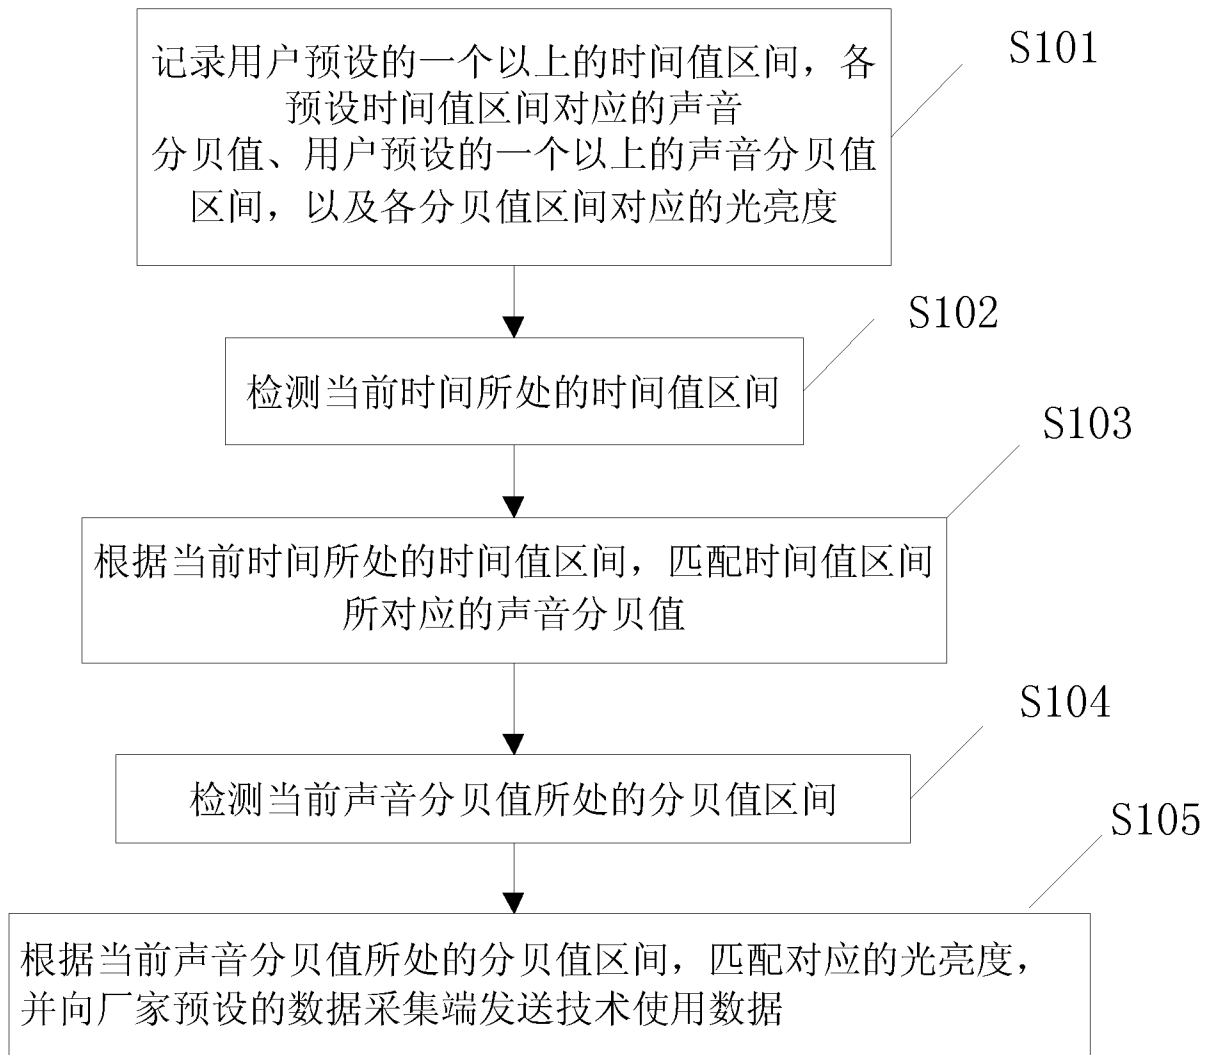 记录用户预设的一个以上的时间值区间，各
预设时间值区间对应的声音
分贝值、用户预设的一个以上的声音分贝值
区间，以及各分贝值区间对应的光亮度
S101
检测当前时间所处的时间值区间
S102
根据当前时间所处的时间值区间，匹配时间值区间
所对应的声音分贝值
S103
检测当前声音分贝值所处的分贝值区间
S104
根据当前声音分贝值所处的分贝值区间，匹配对应的光亮度，
并向厂家预设的数据采集端发送技术使用数据
S105